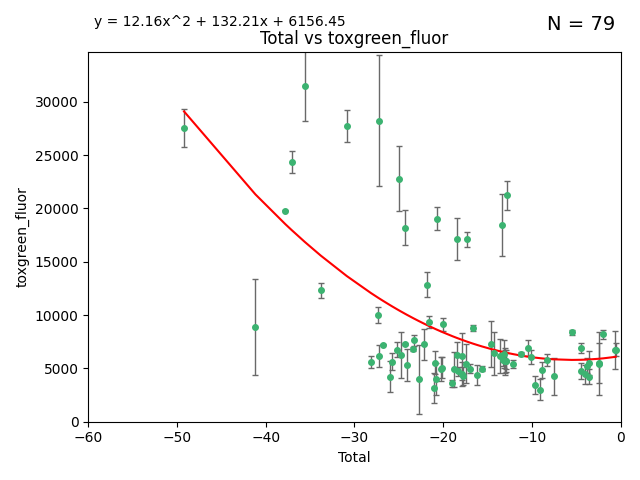 y = 12.16x^2 + 132.21x + 6156.45
N = 79
Total vs toxgreen_fluor
toxgreen_fluor
30000
25000
20000
15000
10000
5000
0
−60
−50
−40
−30
−20
−10
0
Total